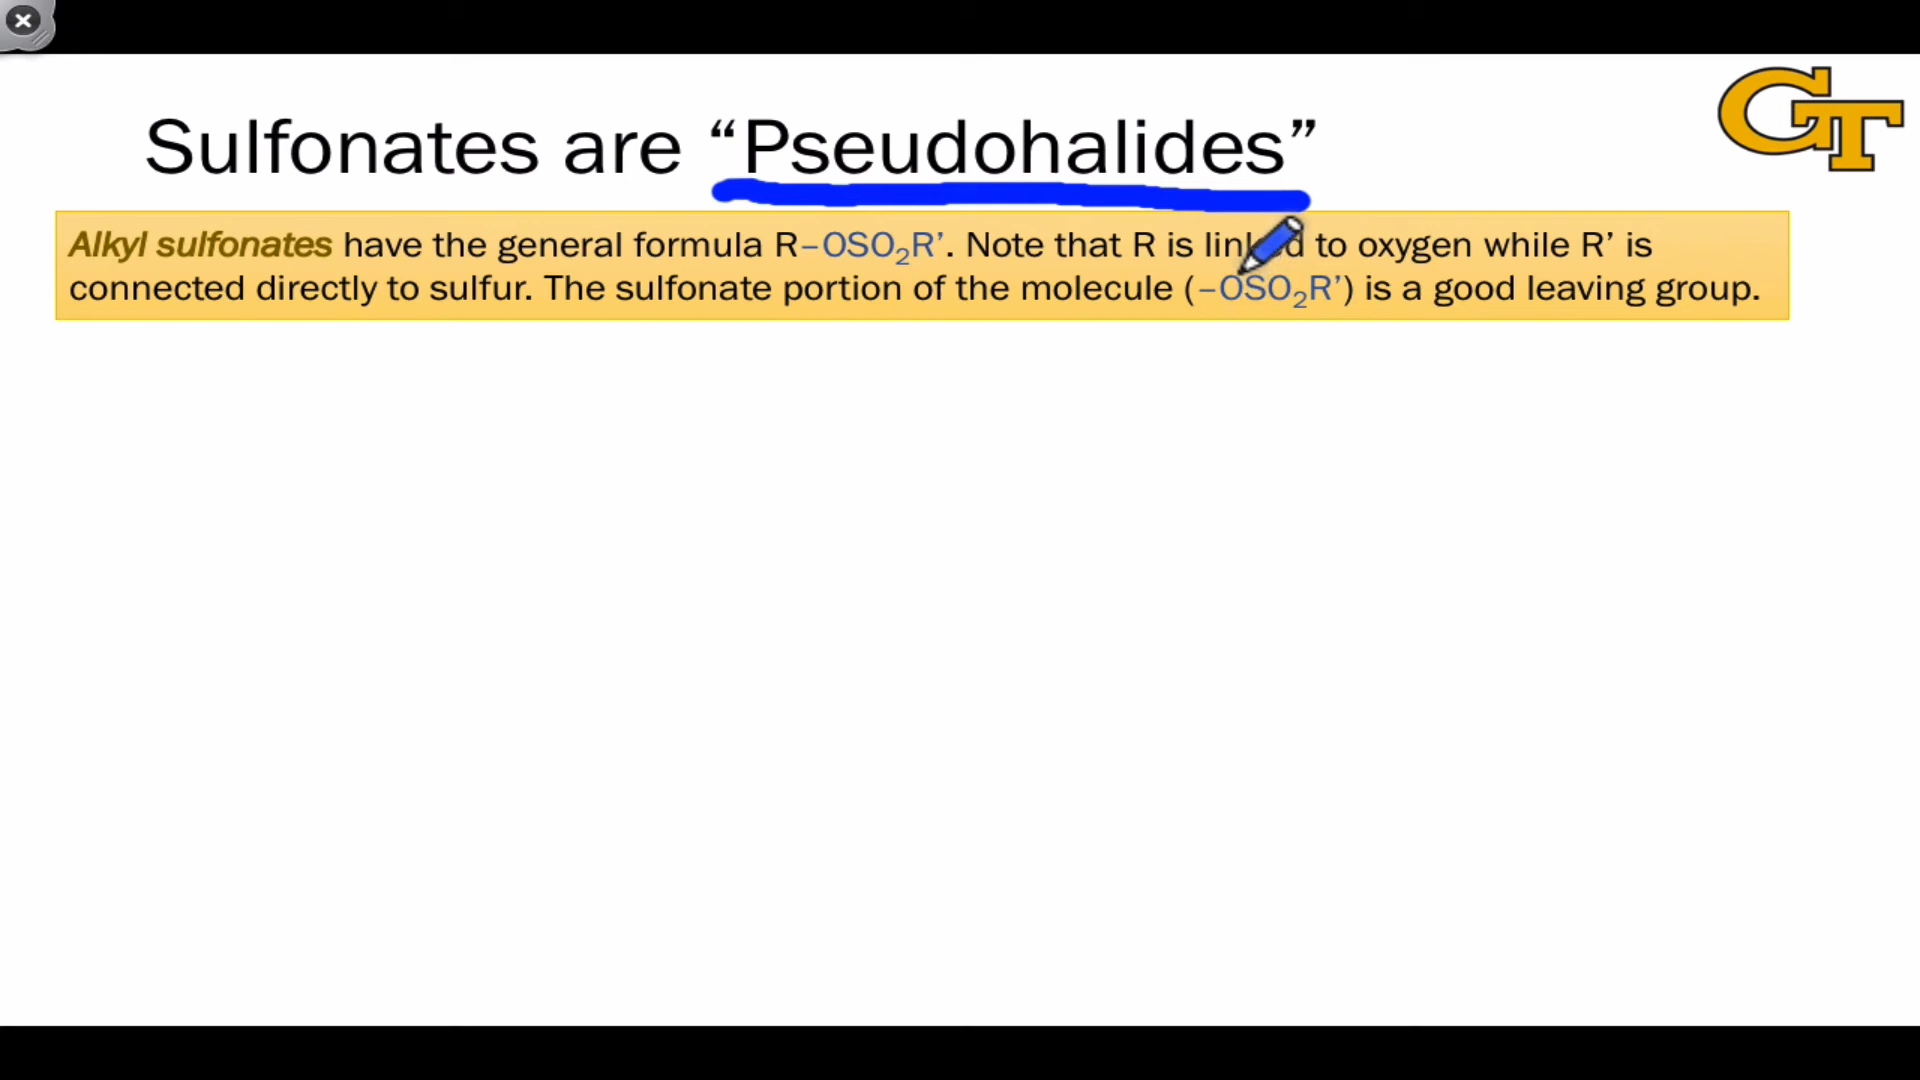 GT
Sulfonates are “Pseudohalides”
Alkyl sulfonates have the general formula R–OSO₂R’. Note that R is linked to oxygen while R’ is
connected directly to sulfur. The sulfonate portion of the molecule (–OSO₂R’) is a good leaving group.